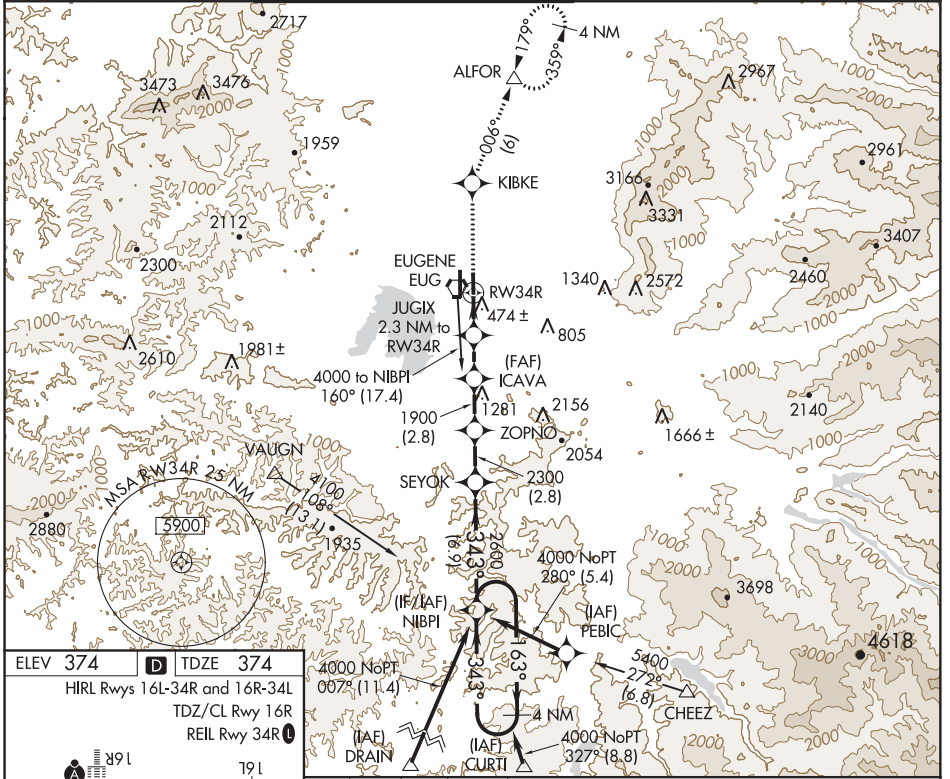 2717
179°
4 NM
359°
ALFOR
2967
3473
3476
2000
1000
006°
(6)
1959
2961
KIBKE
3166
3331
2112
2300
3407
2460
EUGENE
EUG
RW34R
1340
2572
JUGIX
2.3 NM to
RW34R
474 ±
805
2610
1981±
(FAF)
ICAVA
4000 to NIBPI
160° (17.4)
1281
2156
2140
1900
(2.8)
ZOPNO
1666 ±
2054
VAUGN
MSA RW34R 25 NM
4100
108°
(13.1)
SEYOK
2300
(2.8)
2880
5900
1935
343°
2600
(6.9)
4000 NoPT
280° (5.4)
3698
(IF/IAF)
NIBPI
(IAF)
PEBIC
4618
163°
343°
5400
272°
(6.8)
CHEEZ
ELEV 374 D TDZE 374
HIRL Rwys 16L-34R and 16R-34L
TDZ/CL Rwy 16R
REIL Rwy 34R L
4000 NoPT
007° (11.4)
4 NM
(IAF)
DRAIN
(IAF)
CURTI
4000 NoPT
327° (8.8)
A
16R
16L